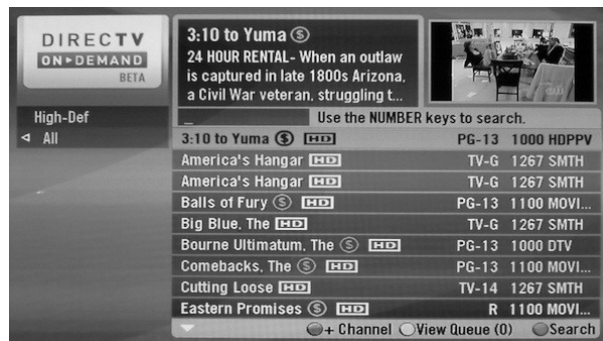 DIRECTV
ON DEMAND
BETA
3:10 to Yuma $
24 HOUR RENTAL- When an outlaw
is captured in late 1800s Arizona,
a Civil War veteran, struggling t...
High-Def
All
_ Use the NUMBER keys to search.
3:10 to Yuma $ HD PG-13 1000 HDPPV
America's Hangar HD TV-G 1267 SMTH
America's Hangar HD TV-G 1267 SMTH
Balls of Fury $ HD PG-13 1100 MOVI...
Big Blue, The HD TV-G 1267 SMTH
Bourne Ultimatum, The $ HD PG-13 1000 DTV
Comebacks, The $ HD PG-13 1100 MOVI...
Cutting Loose HD TV-14 1267 SMTH
Eastern Promises $ HD R 1100 MOVI...
+ Channel View Queue (0) Search